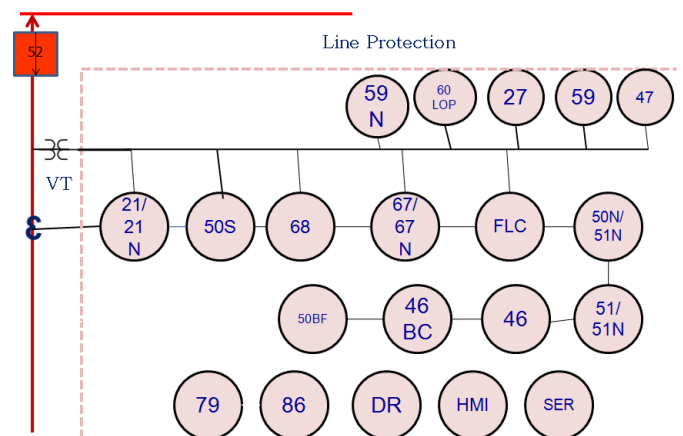 52
Line Protection
59
N
60
LOP
27
59
47
VT
21/
21
N
50S
68
67/
67
N
FLC
50N/
51N
50BF
46
BC
46
51/
51N
79
86
DR
HMI
SER